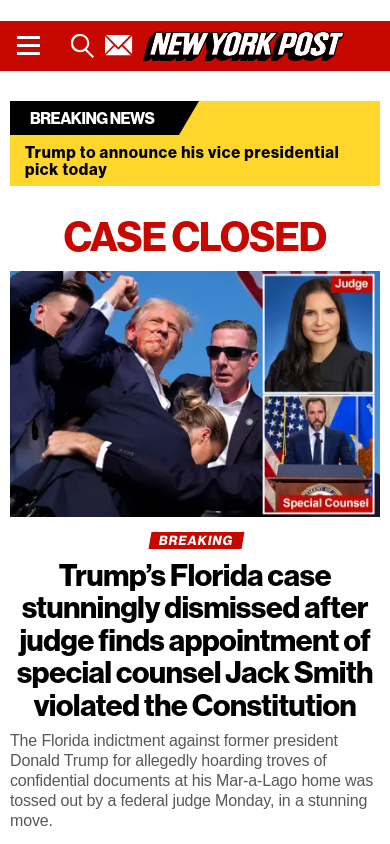 NEW YORK POST
BREAKING NEWS
Trump to announce his vice presidential
pick today
CASE CLOSED
Judge
Special Counsel
BREAKING
Trump’s Florida case
stunningly dismissed after
judge finds appointment of
special counsel Jack Smith
violated the Constitution
The Florida indictment against former president
Donald Trump for allegedly hoarding troves of
confidential documents at his Mar-a-Lago home was
tossed out by a federal judge Monday, in a stunning
move.